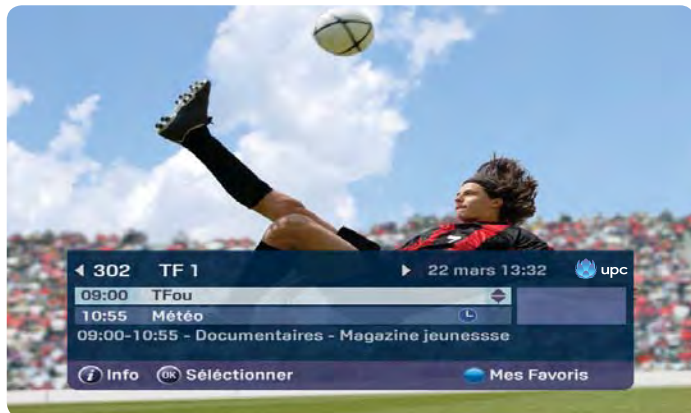 302 TF 1 22 mars 13:32 upc
09:00 TFou
10:55 Météo
09:00-10:55 - Documentaires - Magazine jeunessse
i Info OK Séléctionner Mes Favoris